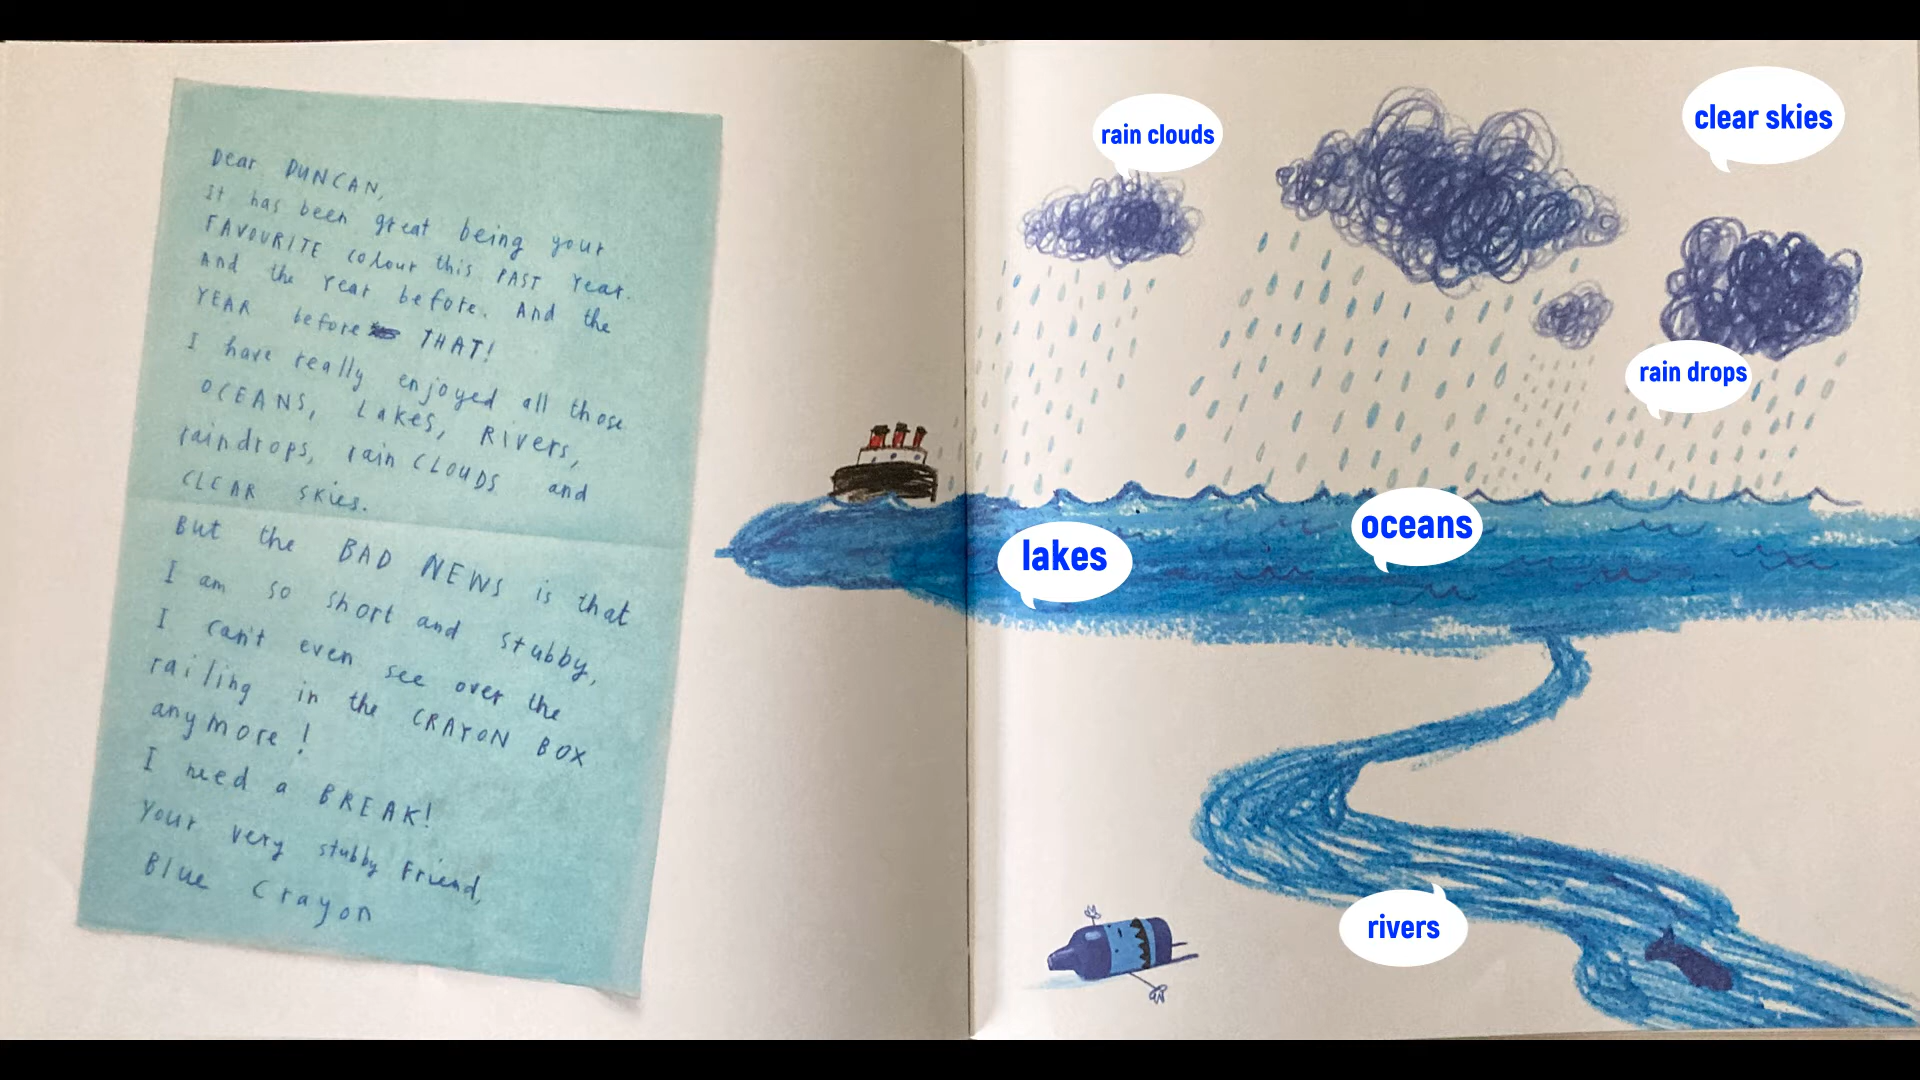 Dear DUNCAN,
It has been great being your
FAVOURITE colour this PAST Year.
And the Year before. And the
YEAR before THAT!
I have really enjoyed all those
OCEANS, Lakes, Rivers,
raindrops, rain CLOUDS and
CLEAR skies.
But the BAD NEWS is that
I am so short and stubby,
I can't even see over the
railing in the CRAYON BOX
anymore!
I need a BREAK!
Your very stubby Friend,
Blue Crayon
rain clouds
clear skies
rain drops
oceans
lakes
rivers